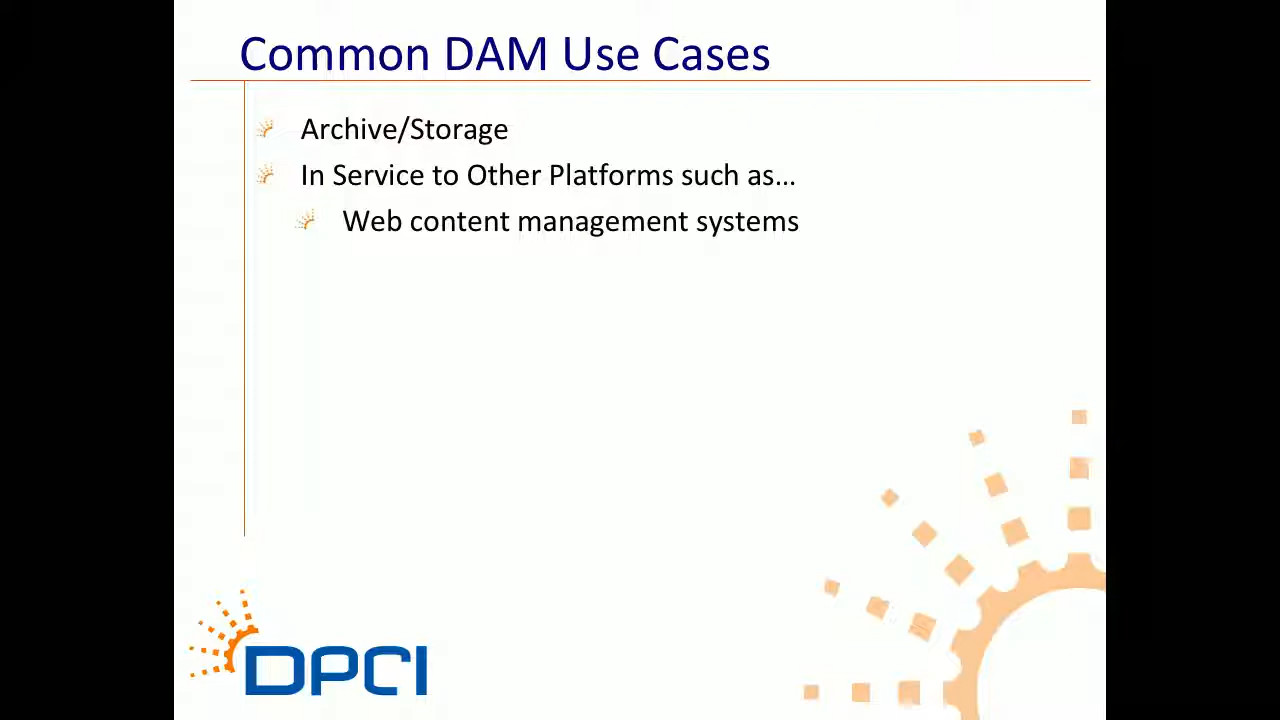 Common DAM Use Cases
Archive/Storage
In Service to Other Platforms such as…
Web content management systems
DPCI